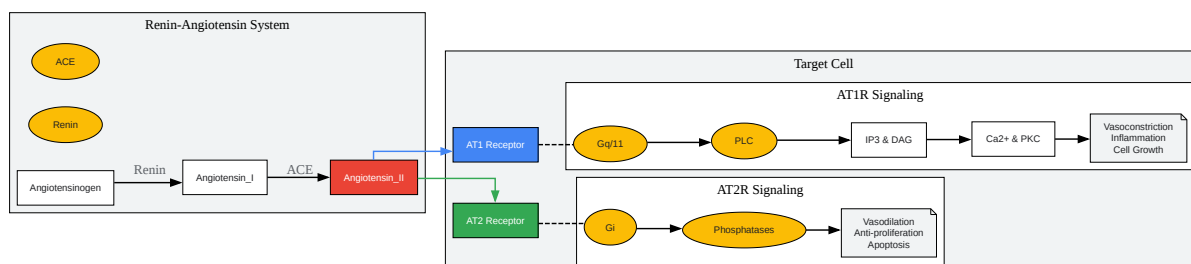 Renin-Angiotensin System
ACE
Renin
Angiotensinogen
Renin
Angiotensin_I
ACE
Angiotensin_II
Target Cell
AT1 Receptor
AT2 Receptor
AT1R Signaling
Gq/11
PLC
IP3 & DAG
Ca2+ & PKC
Vasoconstriction
Inflammation
Cell Growth
AT2R Signaling
Gi
Phosphatases
Vasodilation
Anti-proliferation
Apoptosis